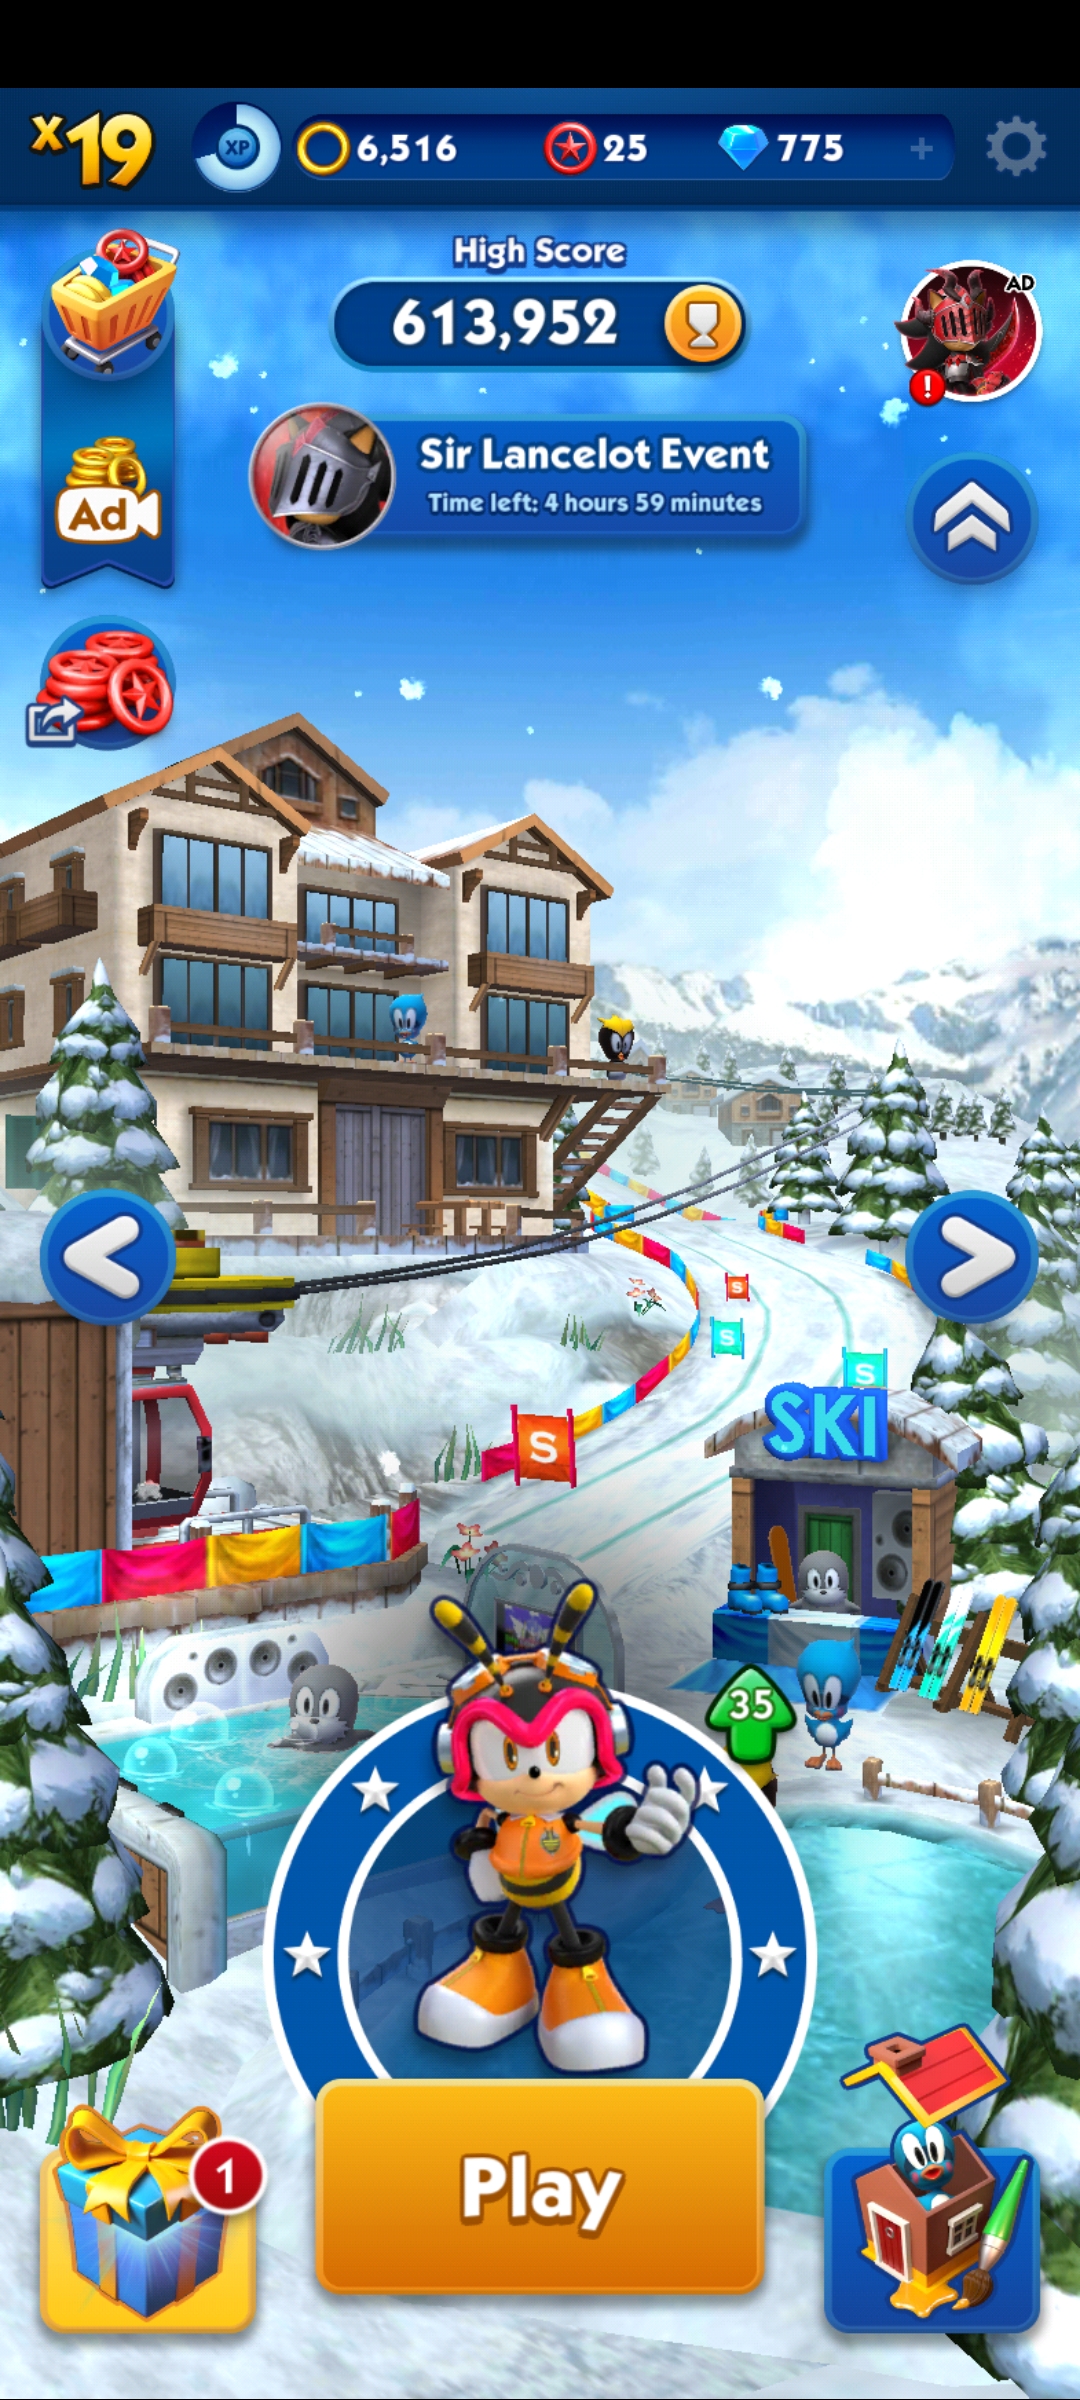 x19
XP
6,516
25
775
+
High Score
613,952
AD
!
Sir Lancelot Event
Time left: 4 hours 59 minutes
Ad
S
S
S
S
SKI
35
1
Play